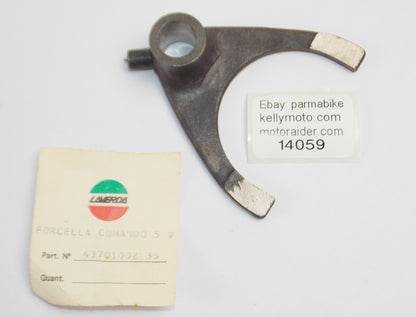 Ebay: parmabike
kellymoto.com
motoraider.com
14059
LAVERDA
FORCELLA COMANDO 5 V
Part. N° 43701002 35
Quant.